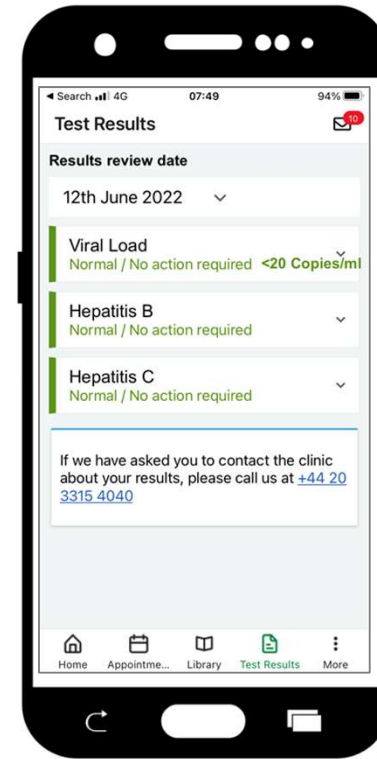 Search 4G 07:49 94%
Test Results 10
Results review date
12th June 2022
Viral Load
Normal / No action required <20 Copies/ml
Hepatitis B
Normal / No action required
Hepatitis C
Normal / No action required
If we have asked you to contact the clinic
about your results, please call us at +44 20
3315 4040
Home Appointme... Library Test Results More